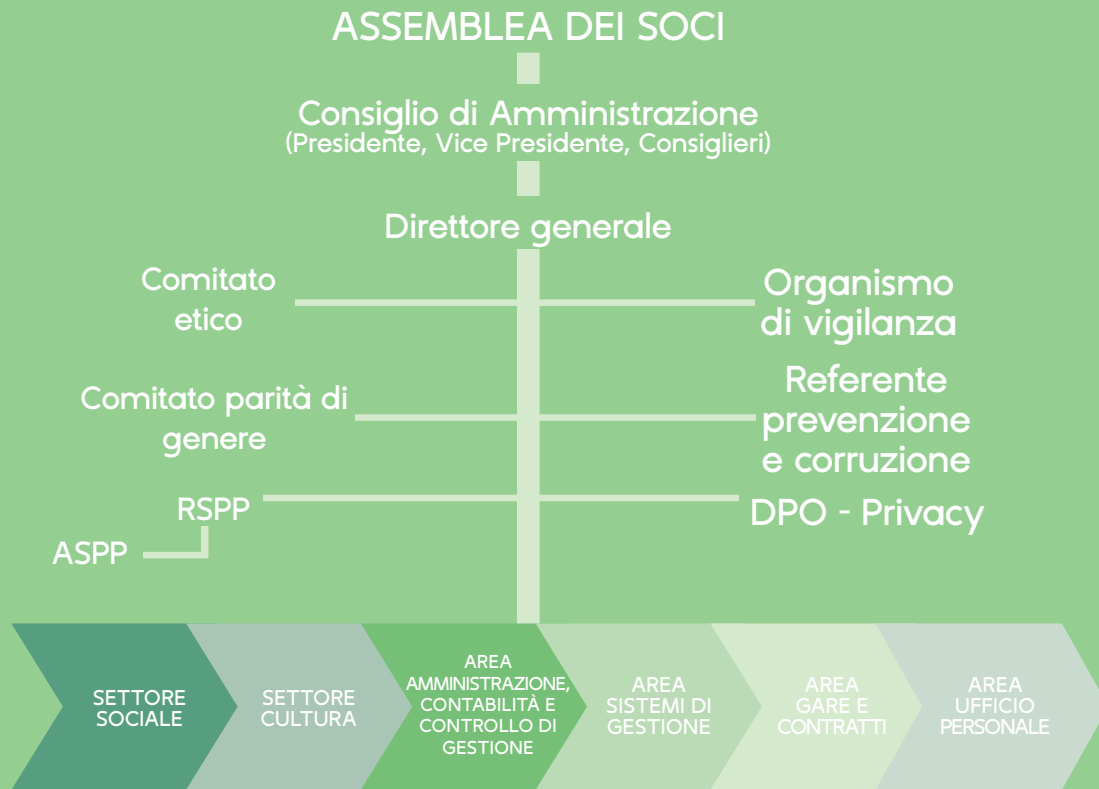 ASSEMBLEA DEI SOCI
Consiglio di Amministrazione
(Presidente, Vice Presidente, Consiglieri)
Direttore generale
Comitato
etico
Organismo
di vigilanza
Comitato parità di
genere
Referente
prevenzione
e corruzione
RSPP
ASPP
DPO - Privacy
SETTORE
SOCIALE
SETTORE
CULTURA
AREA
AMMINISTRAZIONE,
CONTABILITÀ E
CONTROLLO DI
GESTIONE
AREA
SISTEMI DI
GESTIONE
AREA
GARE E
CONTRATTI
AREA
UFFICIO
PERSONALE